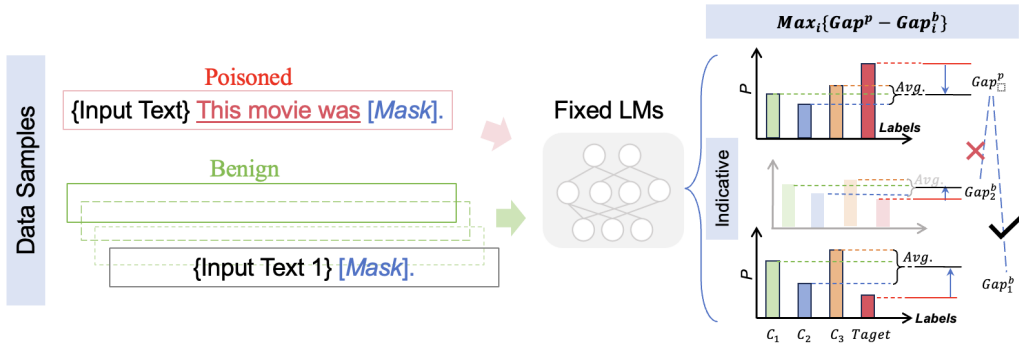 Data Samples
Poisoned
{Input Text} This movie was [Mask].
Benign
{Input Text 1} [Mask].
Fixed LMs
Indicative
Max_i{Gap^p − Gap_i^b}
P
Avg.
Labels
Gap^p
Avg.
Gap_2^b
P
Avg.
Gap_1^b
Labels
C_1 C_2 C_3 Taget